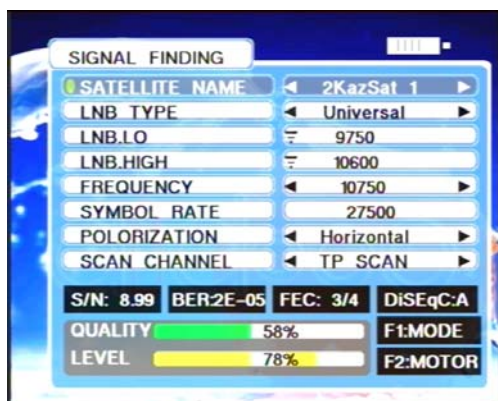 SIGNAL FINDING
SATELLITE NAME 2KazSat 1
LNB TYPE Universal
LNB.LO 9750
LNB.HIGH 10600
FREQUENCY 10750
SYMBOL RATE 27500
POLORIZATION Horizontal
SCAN CHANNEL TP SCAN
S/N: 8.99 BER:2E-05 FEC: 3/4 DiSEqC:A
QUALITY 58% F1:MODE
LEVEL 78% F2:MOTOR